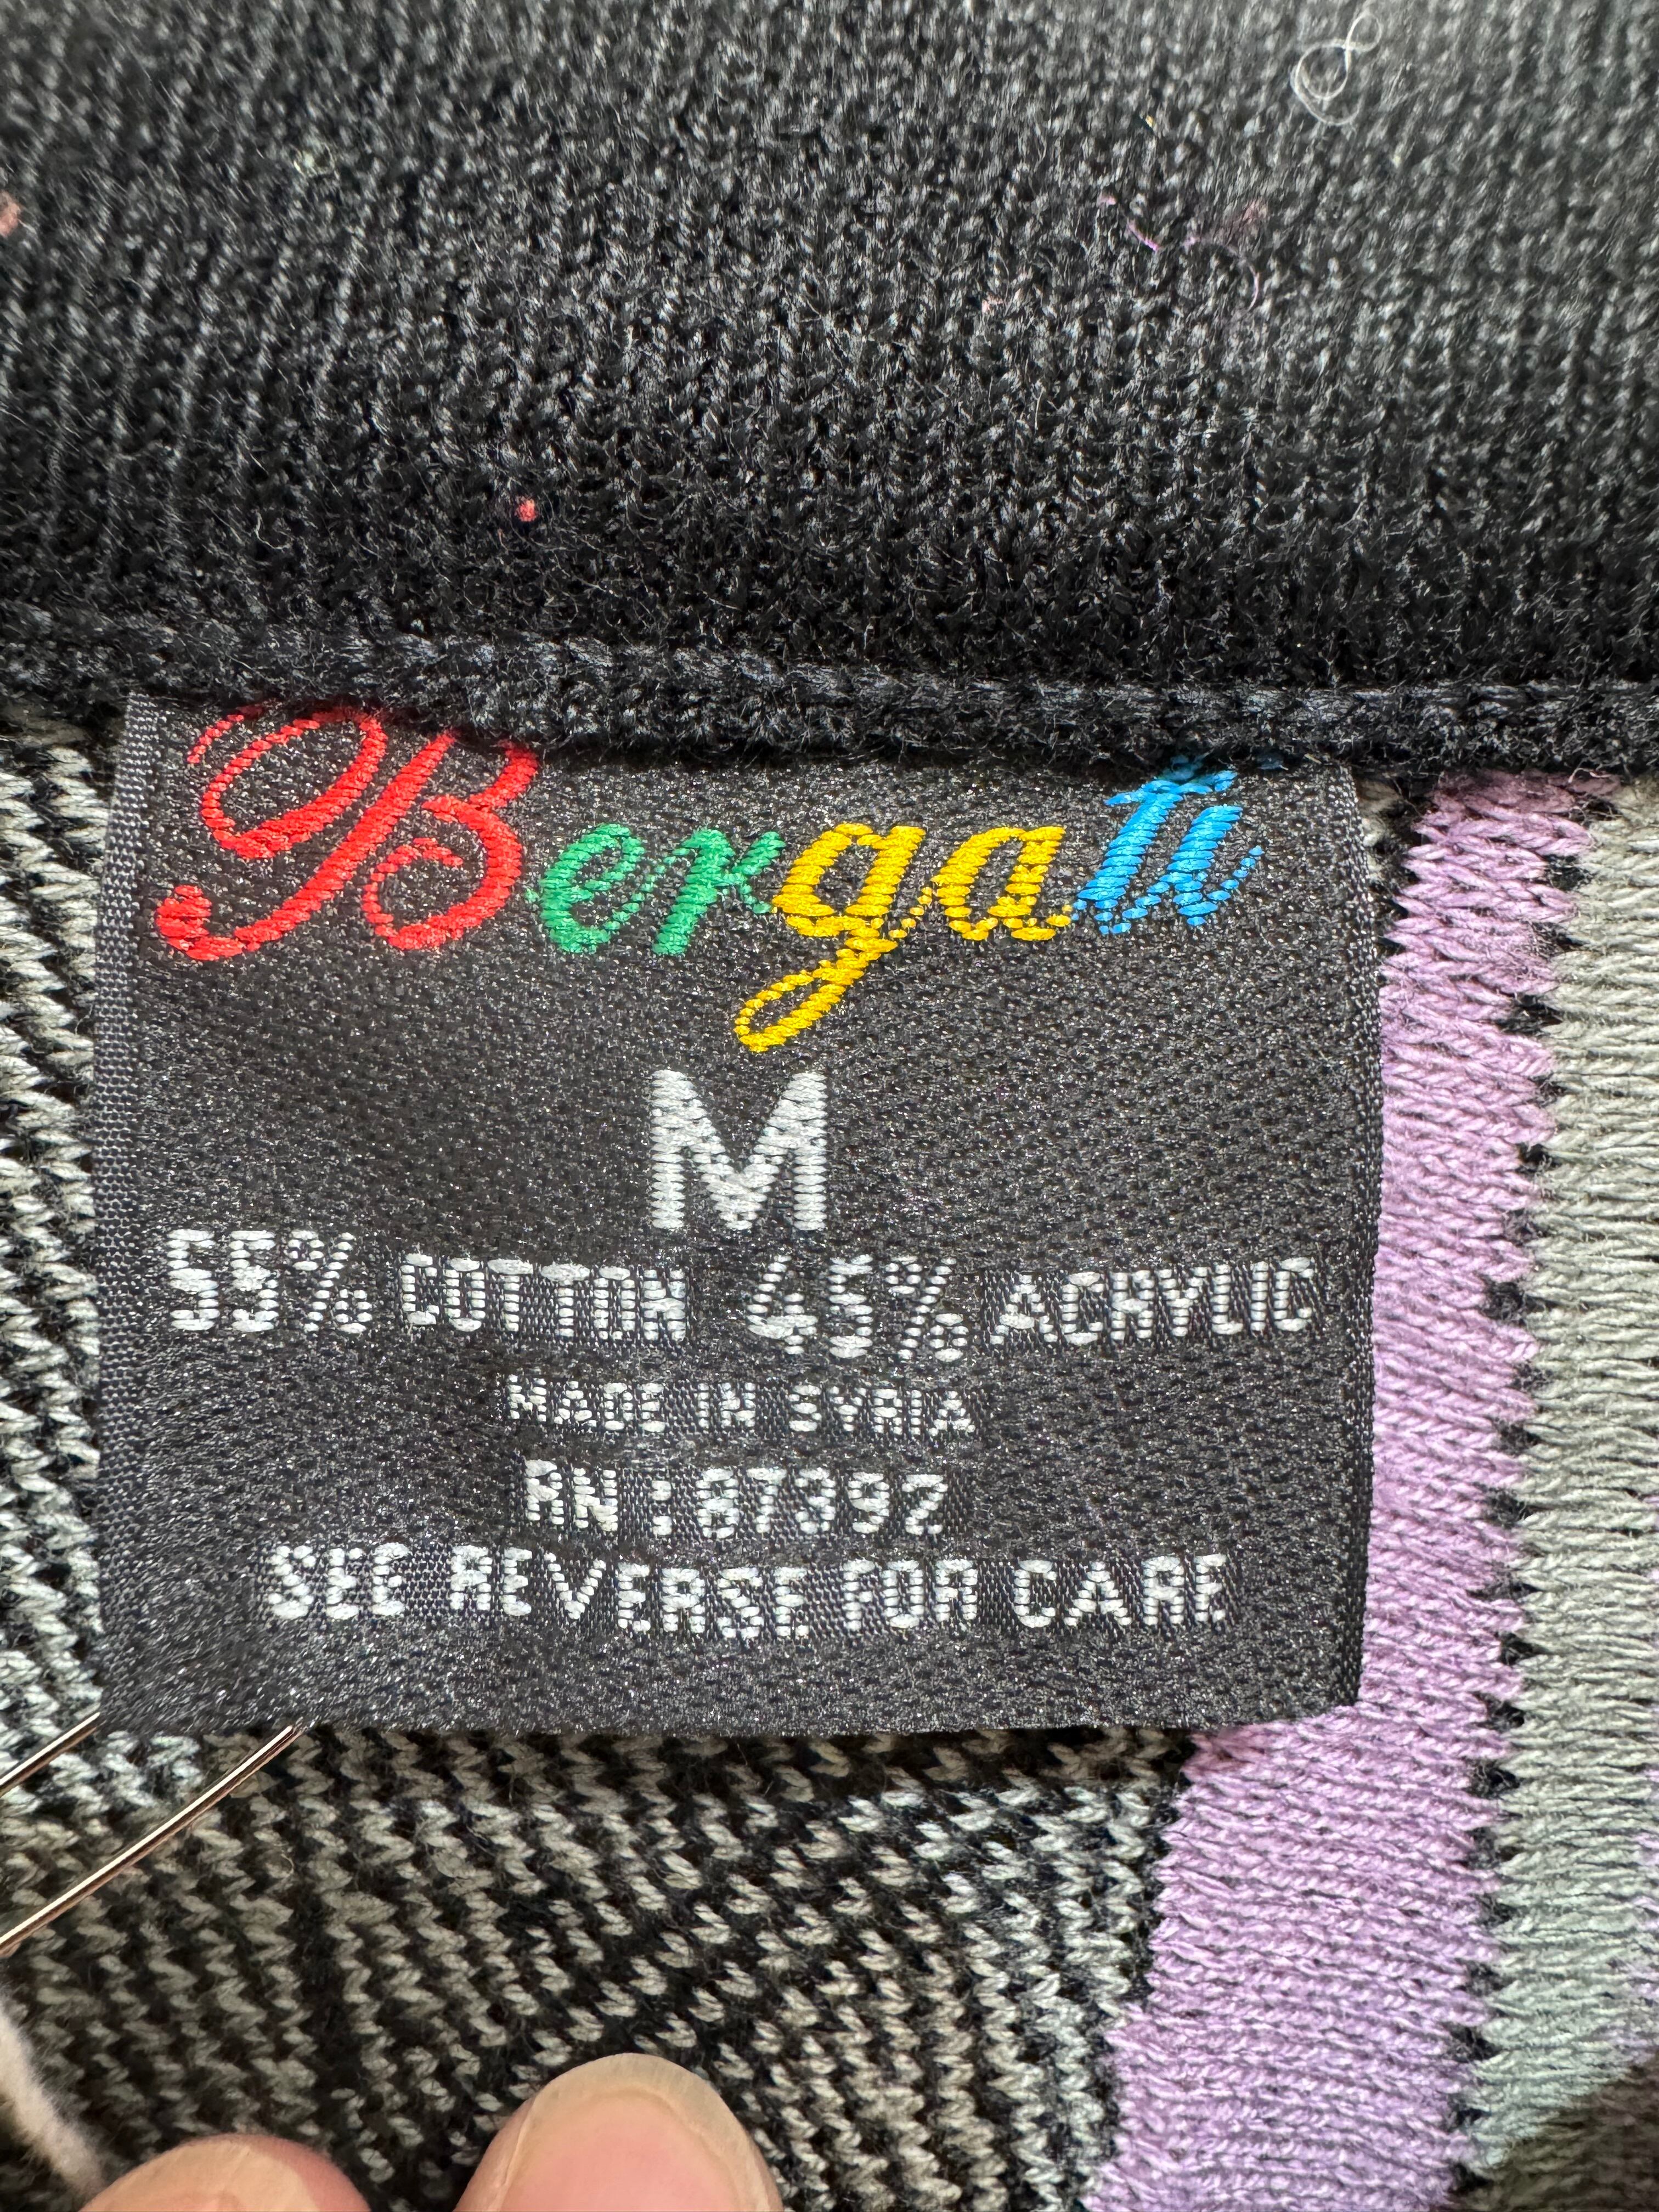 Bergati
M
55% COTTON 45% ACRYLIC
MADE IN SYRIA
RN : 87392
SEE REVERSE FOR CARE